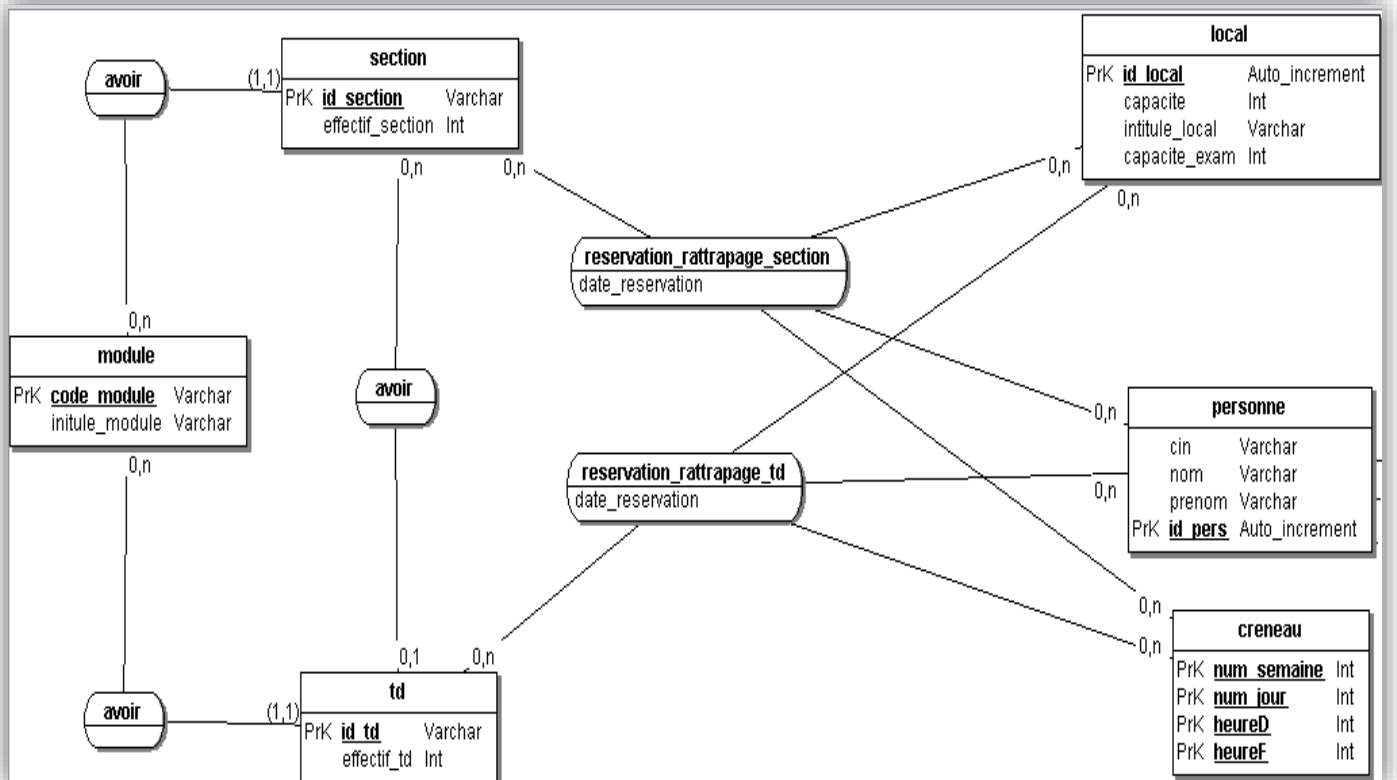 avoir
(1,1)
section
PrK id_section Varchar
effectif_section Int
0,n
0,n
local
PrK id_local Auto_increment
capacite Int
intitule_local Varchar
capacite_exam Int
0,n
0,n
reservation_rattrapage_section
date_reservation
0,n
module
PrK code_module Varchar
initule_module Varchar
0,n
avoir
0,n
personne
cin Varchar
nom Varchar
prenom Varchar
PrK id_pers Auto_increment
reservation_rattrapage_td
date_reservation
0,n
0,n
0,n
creneau
PrK num_semaine Int
PrK num_jour Int
PrK heureD Int
PrK heureF Int
0,1
0,n
avoir
(1,1)
td
PrK id_td Varchar
effectif_td Int